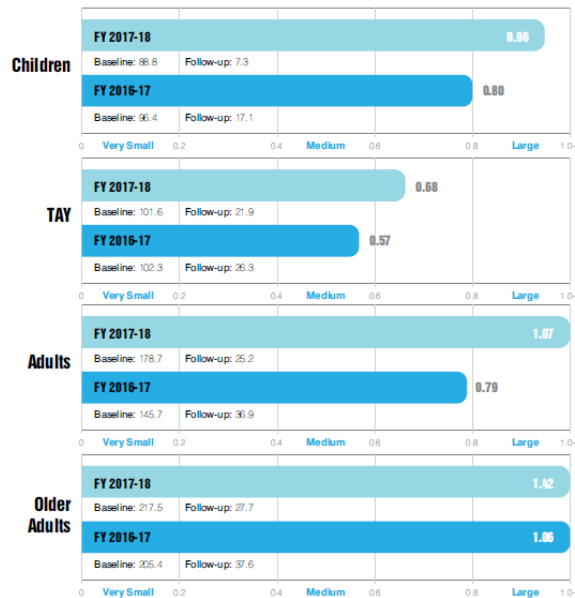 Children
FY 2017-18 0.96
Baseline: 88.8 Follow-up: 7.3
FY 2016-17 0.80
Baseline: 96.4 Follow-up: 17.1
0 Very Small 0.2 0.4 Medium 0.6 0.8 Large 1.0+
TAY
FY 2017-18 0.68
Baseline: 101.6 Follow-up: 21.9
FY 2016-17 0.57
Baseline: 102.3 Follow-up: 26.3
0 Very Small 0.2 0.4 Medium 0.6 0.8 Large 1.0+
Adults
FY 2017-18 1.07
Baseline: 178.7 Follow-up: 25.2
FY 2016-17 0.79
Baseline: 145.7 Follow-up: 36.9
0 Very Small 0.2 0.4 Medium 0.6 0.8 Large 1.0+
Older
Adults
FY 2017-18 1.42
Baseline: 217.5 Follow-up: 27.7
FY 2016-17 1.06
Baseline: 205.4 Follow-up: 37.6
0 Very Small 0.2 0.4 Medium 0.6 0.8 Large 1.0+